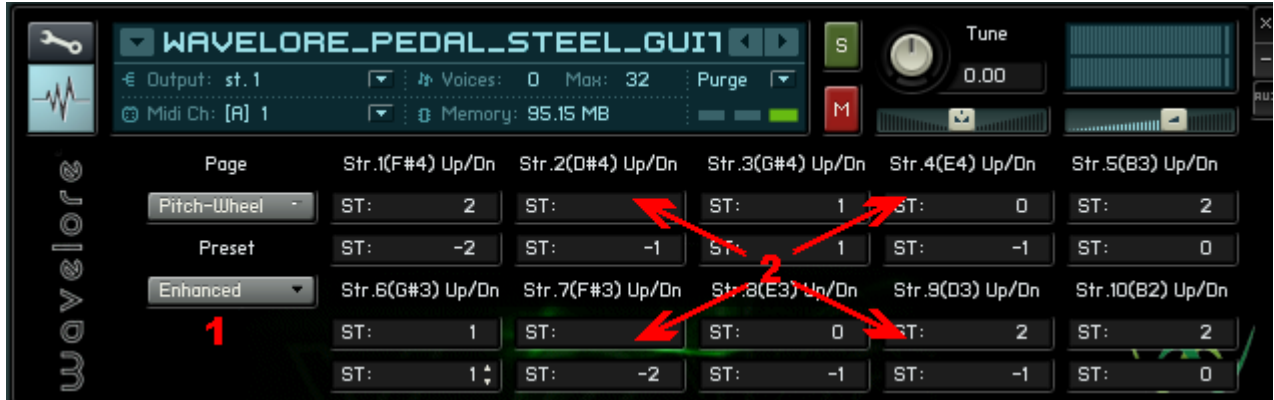 WAVELORE_PEDAL_STEEL_GUIT
S
Tune
Output: st. 1
Voices: 0 Max: 32
Purge
0.00
Midi Ch: [A] 1
Memory: 95.15 MB
M
AUX
wavelore
Page
Str.1(F#4) Up/Dn
Str.2(D#4) Up/Dn
Str.3(G#4) Up/Dn
Str.4(E4) Up/Dn
Str.5(B3) Up/Dn
Pitch-Wheel
ST: 2
ST:
ST: 1
ST: 0
ST: 2
Preset
ST: -2
ST: -1
ST: 1
ST: -1
ST: 0
2
Enhanced
Str.6(G#3) Up/Dn
Str.7(F#3) Up/Dn
Str.8(E3) Up/Dn
Str.9(D3) Up/Dn
Str.10(B2) Up/Dn
1
ST: 1
ST:
ST: 0
ST: 2
ST: 2
ST: 1
ST: -2
ST: -1
ST: -1
ST: 0